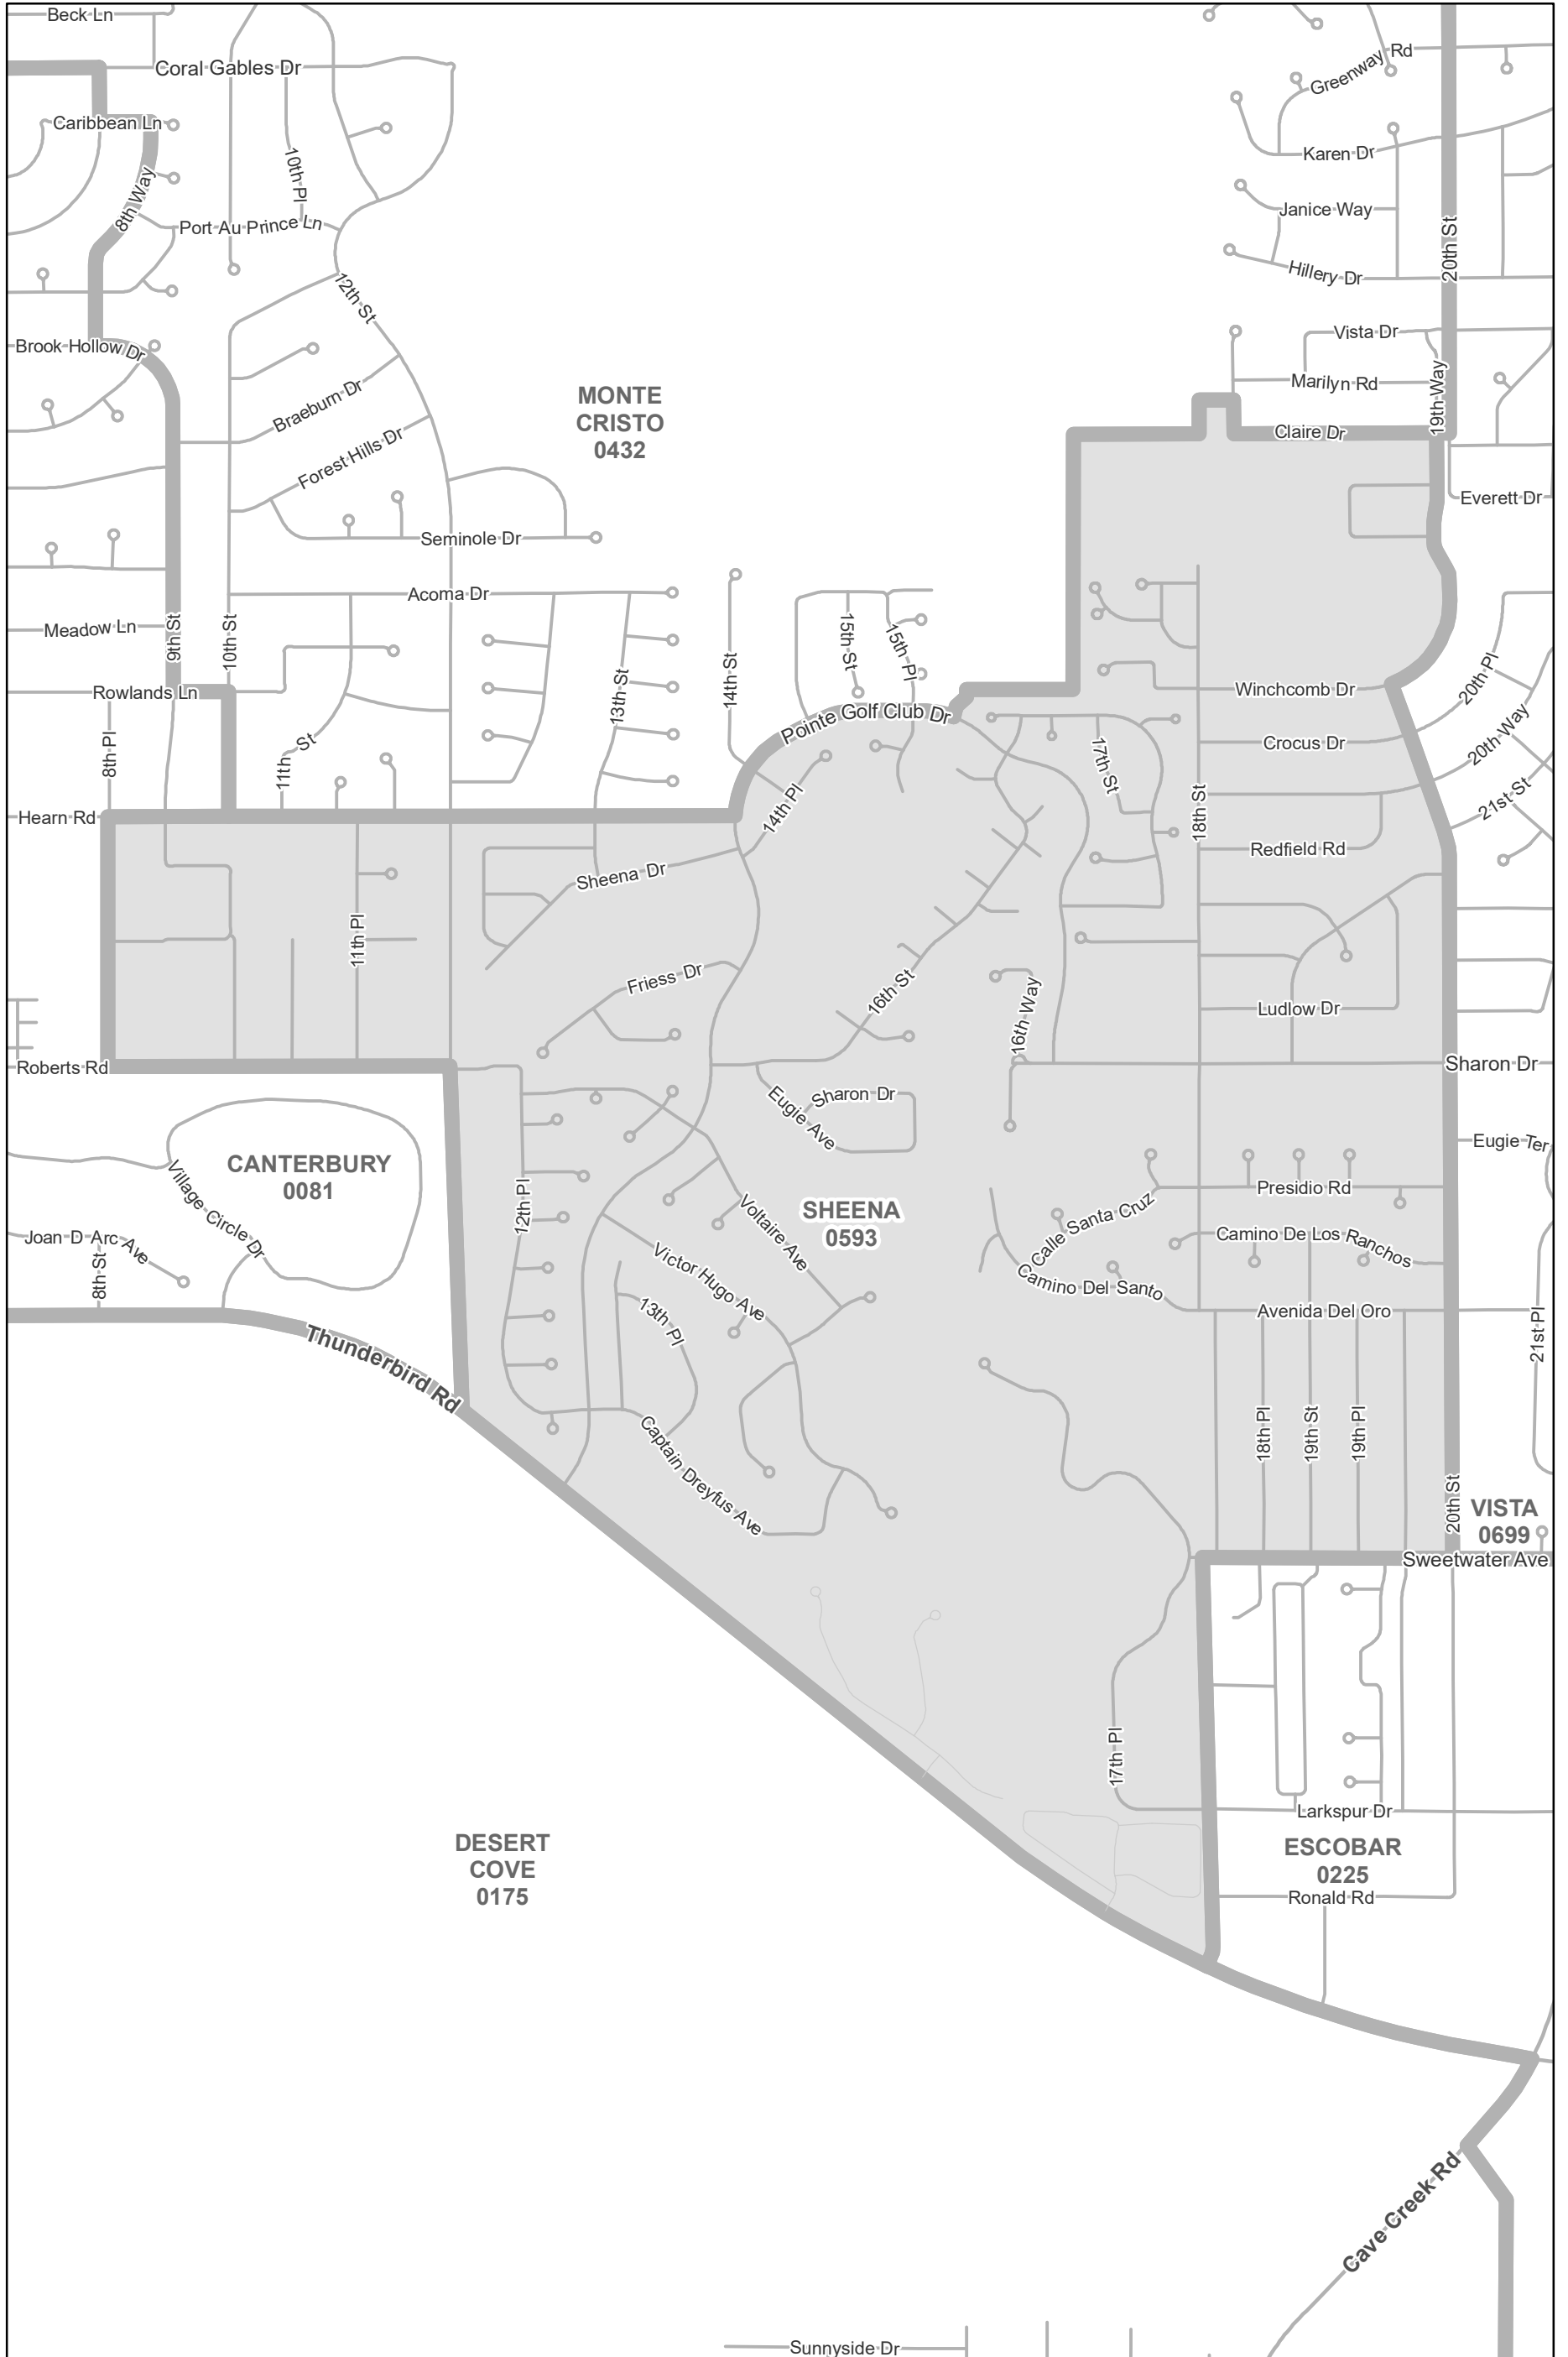 Beck Ln
Coral Gables Dr
Greenway Rd
Caribbean Ln
Karen Dr
10th Pl
8th Way
Janice Way
Port Au Prince Ln
20th St
Hillery Dr
12th St
Vista Dr
Brook Hollow Dr
Marilyn Rd
19th Way
Braeburn Dr
MONTE
CRISTO
0432
Claire Dr
Forest Hills Dr
Everett Dr
Seminole Dr
Acoma Dr
Meadow Ln
9th St
10th St
15th St
15th Pl
20th Pl
14th St
13th St
Rowlands Ln
Winchcomb Dr
Pointe Golf Club Dr
20th Way
8th Pl
11th St
Crocus Dr
17th St
21st St
14th Pl
18th St
Hearn Rd
Redfield Rd
Sheena Dr
11th Pl
Friess Dr
16th St
Ludlow Dr
16th Way
Roberts Rd
Sharon Dr
Sharon Dr
Eugie Ave
Eugie Ter
CANTERBURY
0081
Village Circle Dr
12th Pl
Presidio Rd
SHEENA
0593
Voltaire Ave
Calle Santa Cruz
Camino De Los Ranchos
Joan D Arc Ave
8th St
Victor Hugo Ave
Camino Del Santo
Avenida Del Oro
13th Pl
21st Pl
Thunderbird Rd
18th Pl
19th St
19th Pl
Captain Dreyfus Ave
20th St
VISTA
0699
Sweetwater Ave
17th Pl
Larkspur Dr
DESERT
COVE
0175
ESCOBAR
0225
Ronald Rd
Cave Creek Rd
Sunnyside Dr